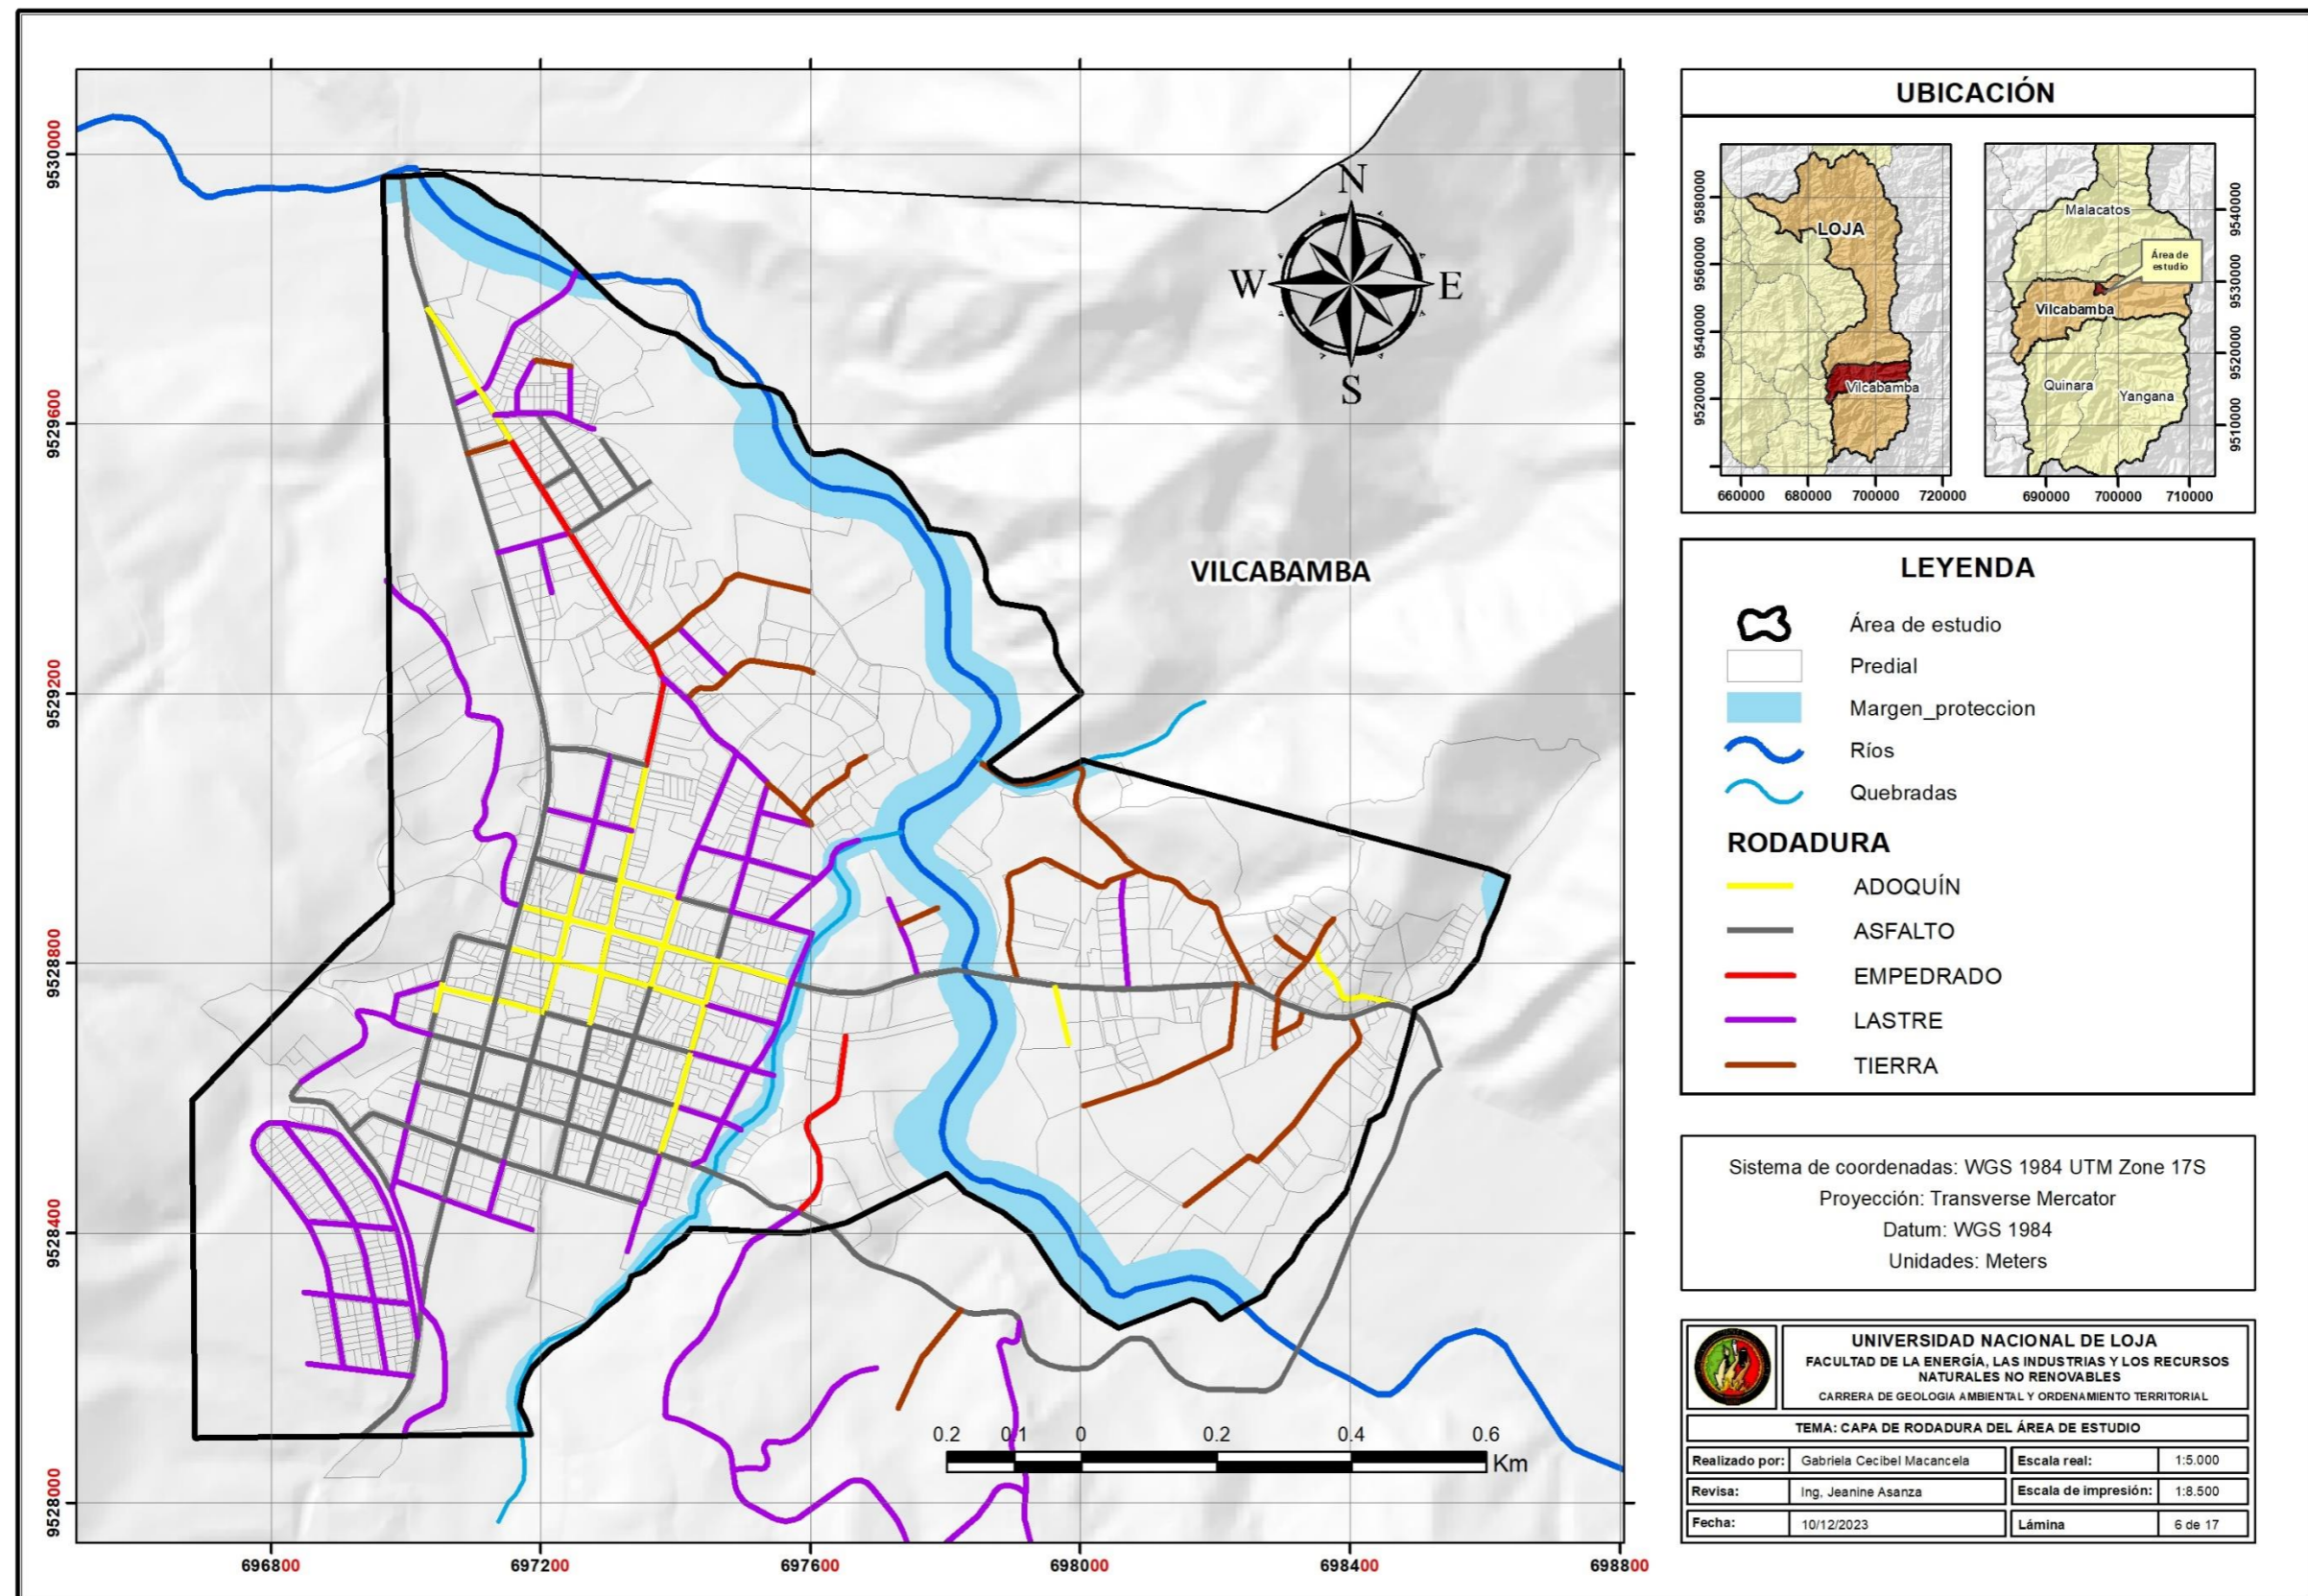 9530000
9529600
9529200
9528800
9528400
9528000
696800
697200
697600
698000
698400
698800
N
W
E
S
VILCABAMBA
0.2
0.1
0
0.2
0.4
0.6
Km
UBICACIÓN
9580000
9560000
9540000
9520000
LOJA
Vilcabamba
660000
680000
700000
720000
Malacatos
Área de
estudio
Vilcabamba
Quinara
Yangana
9540000
9530000
9520000
9510000
690000
700000
710000
LEYENDA
Área de estudio
Predial
Margen_proteccion
Ríos
Quebradas
RODADURA
ADOQUÍN
ASFALTO
EMPEDRADO
LASTRE
TIERRA
Sistema de coordenadas: WGS 1984 UTM Zone 17S
Proyección: Transverse Mercator
Datum: WGS 1984
Unidades: Meters
UNIVERSIDAD NACIONAL DE LOJA
FACULTAD DE LA ENERGÍA, LAS INDUSTRIAS Y LOS RECURSOS
NATURALES NO RENOVABLES
CARRERA DE GEOLOGIA AMBIENTAL Y ORDENAMIENTO TERRITORIAL
TEMA: CAPA DE RODADURA DEL ÁREA DE ESTUDIO
Realizado por: Gabriela Cecibel Macancela Escala real: 1:5.000
Revisa: Ing, Jeanine Asanza Escala de impresión: 1:8.500
Fecha: 10/12/2023 Lámina 6 de 17